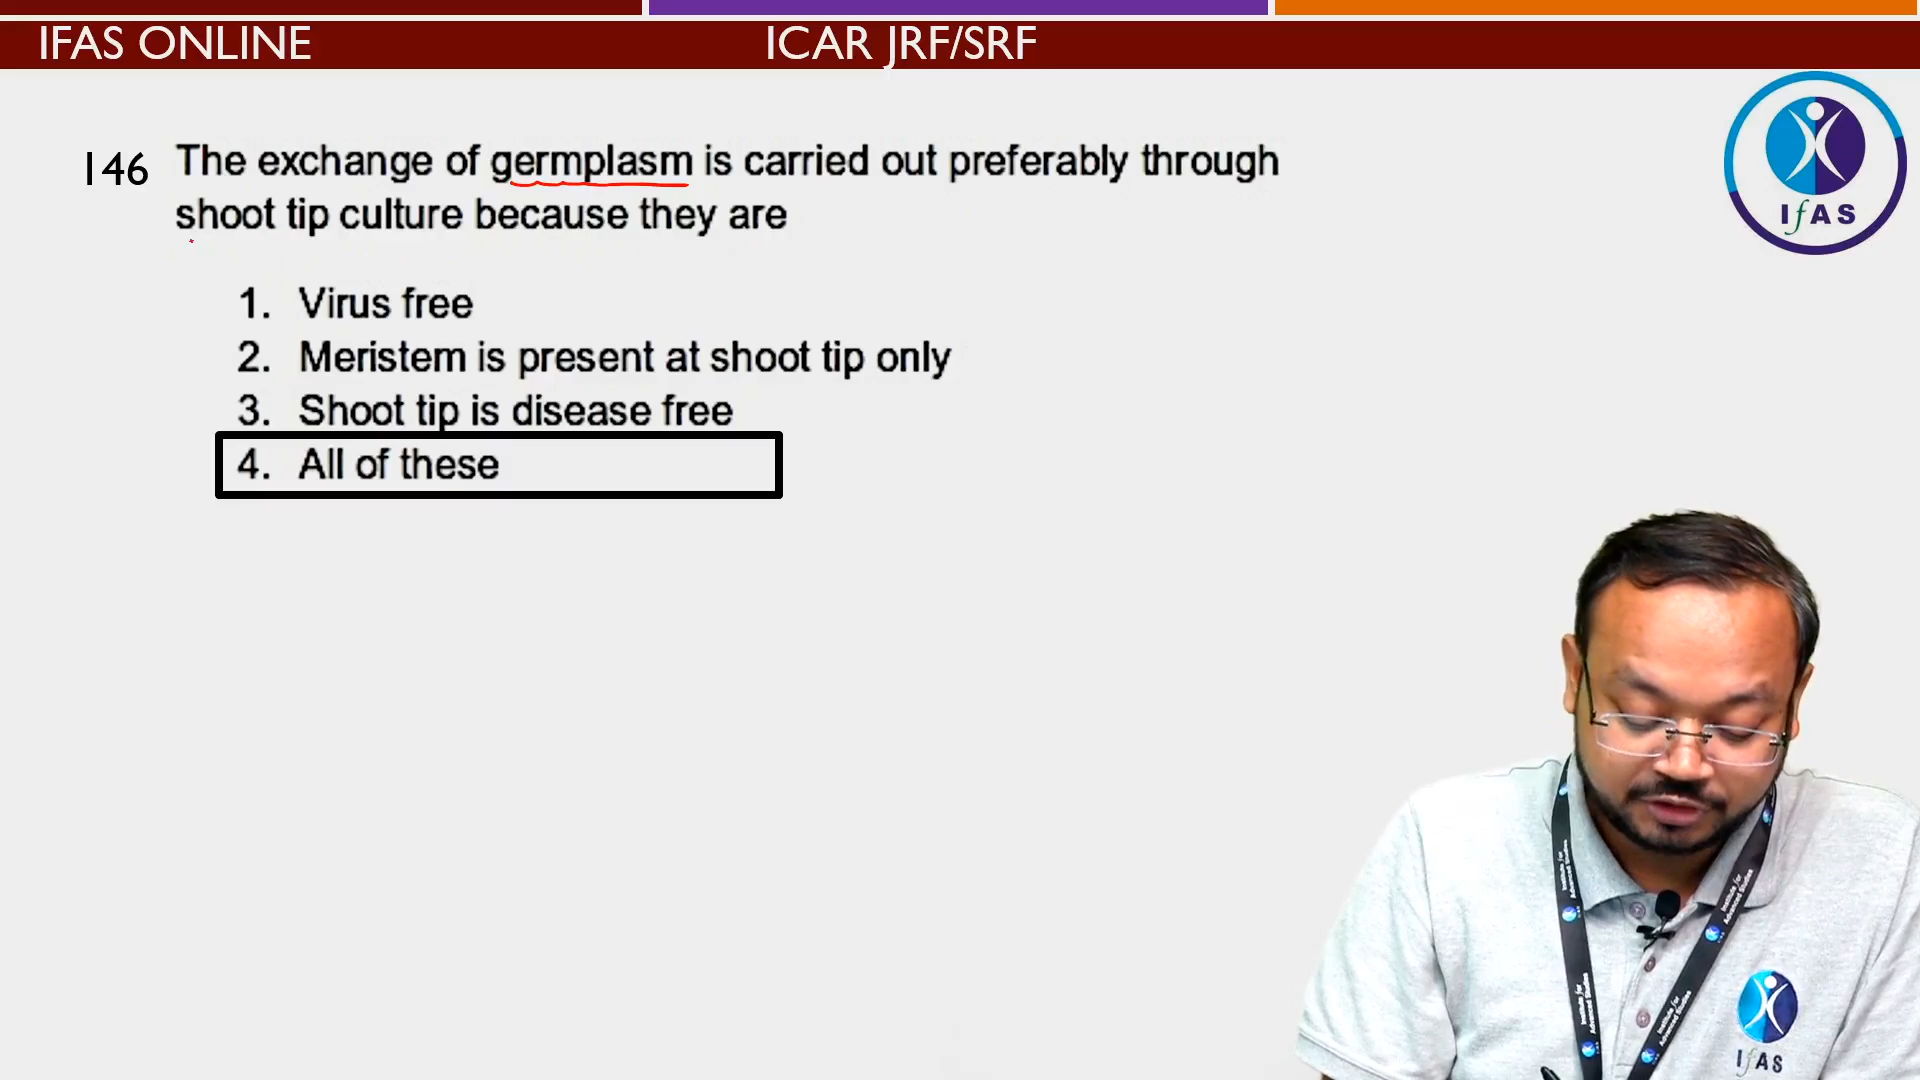 IFAS ONLINE
ICAR JRF/SRF
IfAS
146 The exchange of germplasm is carried out preferably through
shoot tip culture because they are
1. Virus free
2. Meristem is present at shoot tip only
3. Shoot tip is disease free
4. All of these
IfAS